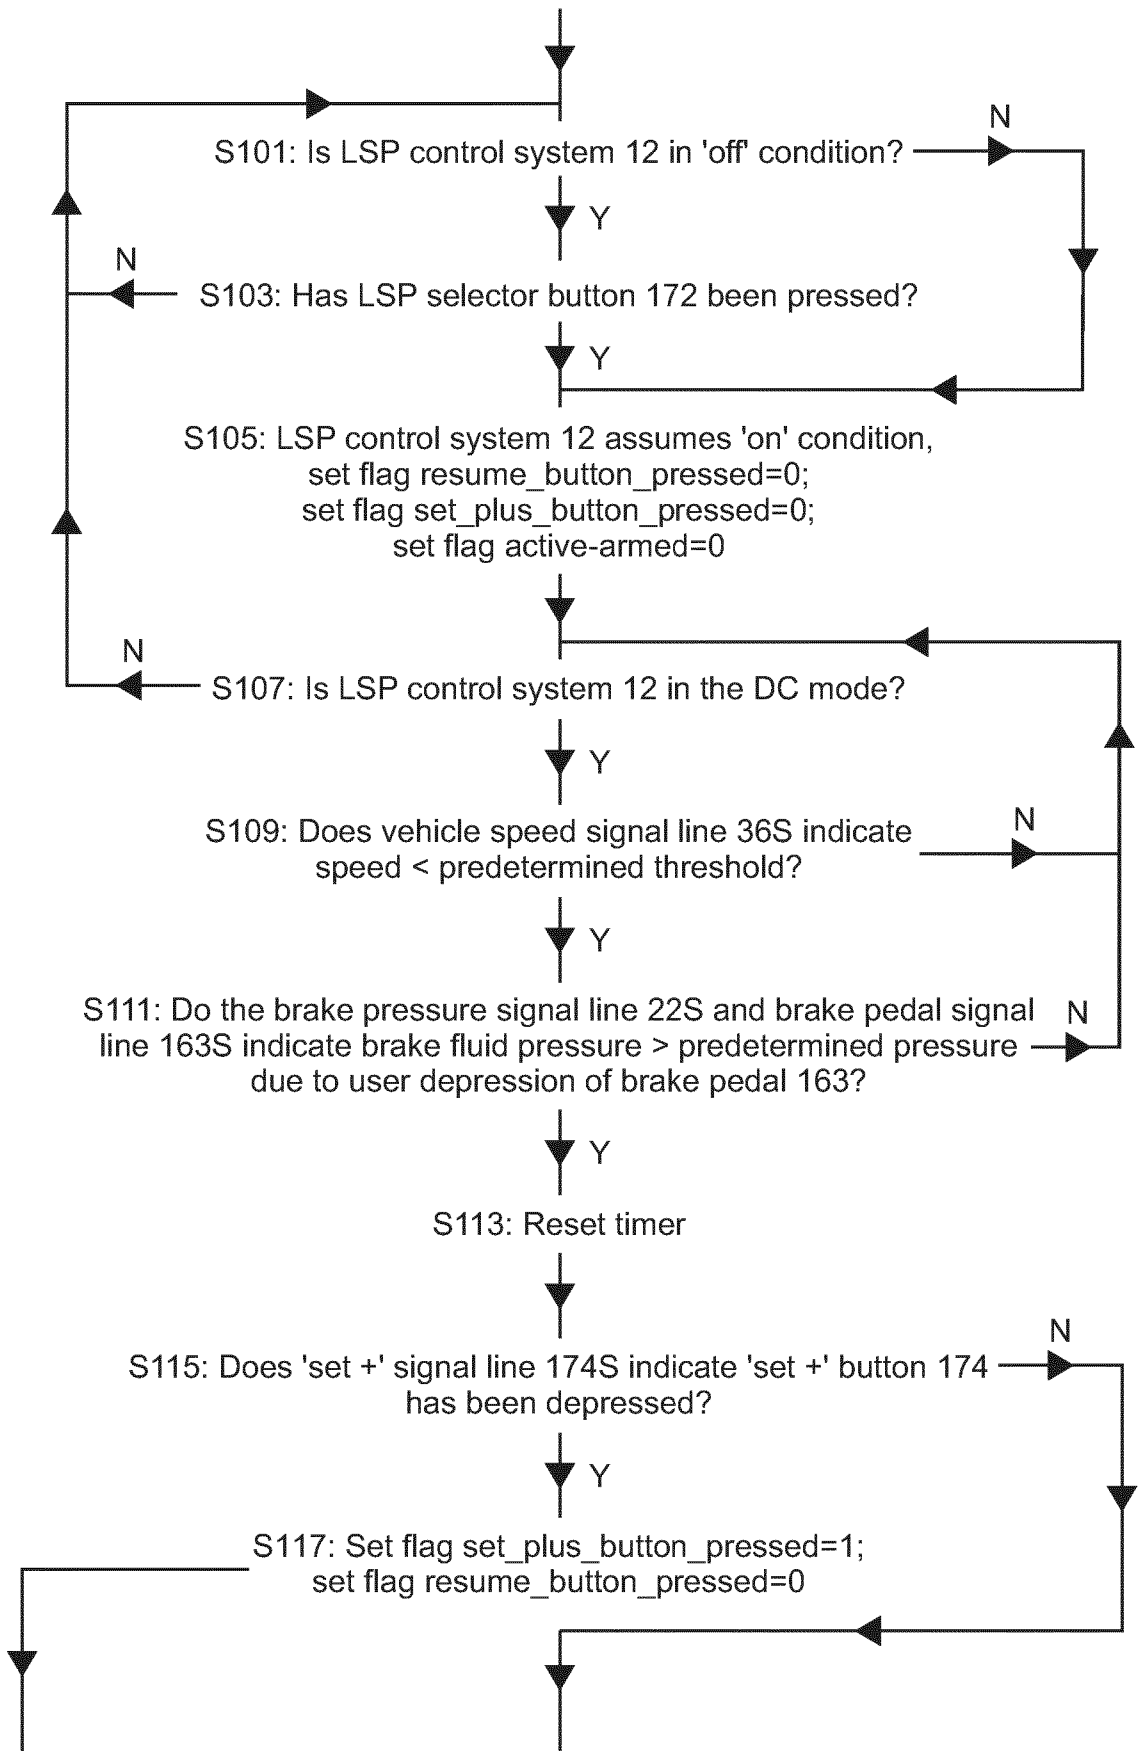 N
S101: Is LSP control system 12 in 'off' condition?
Y
N
S103: Has LSP selector button 172 been pressed?
Y
S105: LSP control system 12 assumes 'on' condition,
set flag resume_button_pressed=0;
set flag set_plus_button_pressed=0;
set flag active-armed=0
N
S107: Is LSP control system 12 in the DC mode?
Y
S109: Does vehicle speed signal line 36S indicate
N
speed < predetermined threshold?
Y
S111: Do the brake pressure signal line 22S and brake pedal signal
N
line 163S indicate brake fluid pressure > predetermined pressure
due to user depression of brake pedal 163?
Y
S113: Reset timer
N
S115: Does 'set +' signal line 174S indicate 'set +' button 174
has been depressed?
Y
S117: Set flag set_plus_button_pressed=1;
set flag resume_button_pressed=0